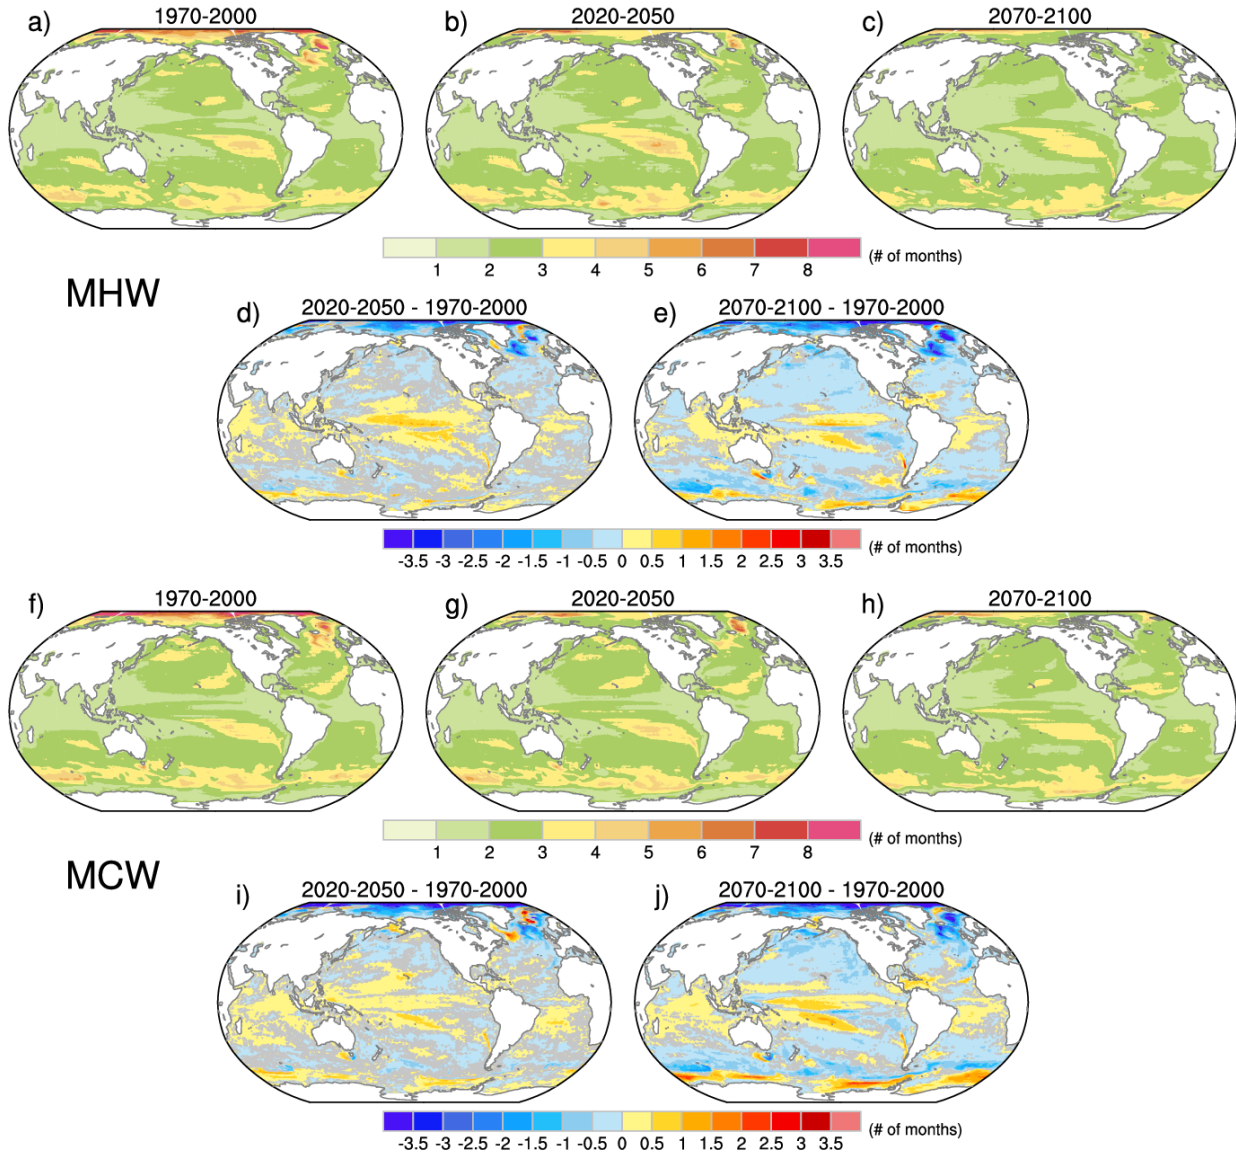 a) 1970-2000 b) 2020-2050 c) 2070-2100
1 2 3 4 5 6 7 8 (# of months)
MHW
d) 2020-2050 - 1970-2000 e) 2070-2100 - 1970-2000
-3.5 -3 -2.5 -2 -1.5 -1 -0.5 0 0.5 1 1.5 2 2.5 3 3.5 (# of months)
f) 1970-2000 g) 2020-2050 h) 2070-2100
1 2 3 4 5 6 7 8 (# of months)
MCW
i) 2020-2050 - 1970-2000 j) 2070-2100 - 1970-2000
-3.5 -3 -2.5 -2 -1.5 -1 -0.5 0 0.5 1 1.5 2 2.5 3 3.5 (# of months)